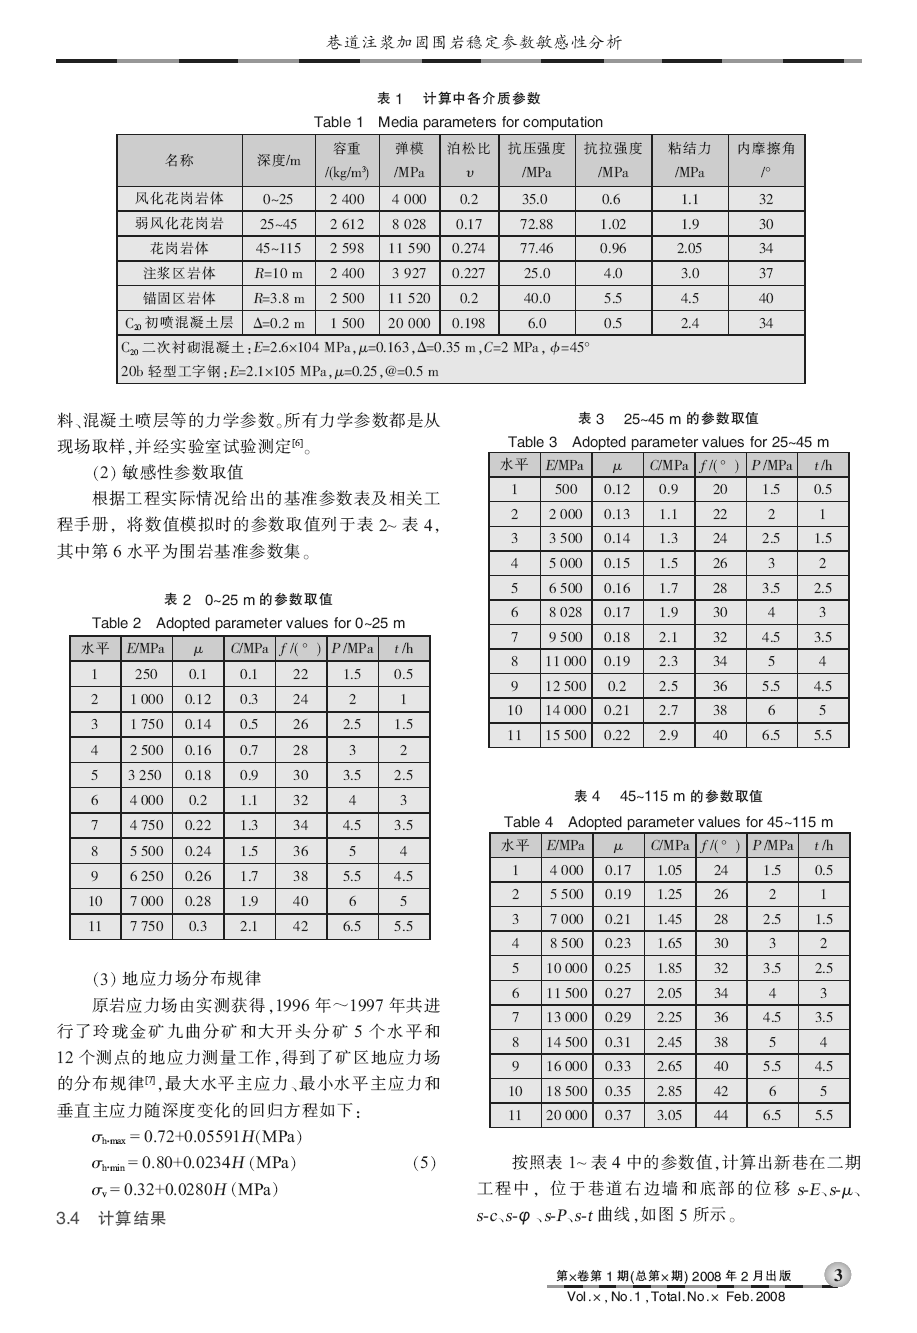 巷道注浆加固围岩稳定参数敏感性分析
表 1 计算中各介质参数
Table 1 Media parameters for computation
名称 深度/m 容重/(kg/m³) 弹模/MPa 泊松比υ 抗压强度/MPa 抗拉强度/MPa 粘结力/MPa 内摩擦角/°
风化花岗岩体 0~25 2 400 4 000 0.2 35.0 0.6 1.1 32
弱风化花岗岩 25~45 2 612 8 028 0.17 72.88 1.02 1.9 30
花岗岩体 45~115 2 598 11 590 0.274 77.46 0.96 2.05 34
注浆区岩体 R=10 m 2 400 3 927 0.227 25.0 4.0 3.0 37
锚固区岩体 R=3.8 m 2 500 11 520 0.2 40.0 5.5 4.5 40
C20 初喷混凝土层 Δ=0.2 m 1 500 20 000 0.198 6.0 0.5 2.4 34
C20 二次衬砌混凝土:E=2.6×104 MPa,μ=0.163,Δ=0.35 m,C=2 MPa, φ=45°
20b 轻型工字钢:E=2.1×105 MPa,μ=0.25,@=0.5 m
料、混凝土喷层等的力学参数。所有力学参数都是从
现场取样,并经实验室试验测定[6]。
(2) 敏感性参数取值
根据工程实际情况给出的基准参数表及相关工
程手册, 将数值模拟时的参数取值列于表 2~ 表 4,
其中第 6 水平为围岩基准参数集。
表 2 0~25 m 的参数取值
Table 2 Adopted parameter values for 0~25 m
水平 E/MPa μ C/MPa f /( ° ) P /MPa t /h
1 250 0.1 0.1 22 1.5 0.5
2 1 000 0.12 0.3 24 2 1
3 1 750 0.14 0.5 26 2.5 1.5
4 2 500 0.16 0.7 28 3 2
5 3 250 0.18 0.9 30 3.5 2.5
6 4 000 0.2 1.1 32 4 3
7 4 750 0.22 1.3 34 4.5 3.5
8 5 500 0.24 1.5 36 5 4
9 6 250 0.26 1.7 38 5.5 4.5
10 7 000 0.28 1.9 40 6 5
11 7 750 0.3 2.1 42 6.5 5.5
(3) 地应力场分布规律
原岩应力场由实测获得,1996 年～1997 年共进
行了玲珑金矿九曲分矿和大开头分矿 5 个水平和
12 个测点的地应力测量工作,得到了矿区地应力场
的分布规律[7],最大水平主应力、最小水平主应力和
垂直主应力随深度变化的回归方程如下:
σh·max = 0.72+0.05591H(MPa)
σh·min = 0.80+0.0234H (MPa) (5)
σv = 0.32+0.0280H (MPa)
3.4 计算结果
表 3 25~45 m 的参数取值
Table 3 Adopted parameter values for 25~45 m
水平 E/MPa μ C/MPa f /( ° ) P /MPa t /h
1 500 0.12 0.9 20 1.5 0.5
2 2 000 0.13 1.1 22 2 1
3 3 500 0.14 1.3 24 2.5 1.5
4 5 000 0.15 1.5 26 3 2
5 6 500 0.16 1.7 28 3.5 2.5
6 8 028 0.17 1.9 30 4 3
7 9 500 0.18 2.1 32 4.5 3.5
8 11 000 0.19 2.3 34 5 4
9 12 500 0.2 2.5 36 5.5 4.5
10 14 000 0.21 2.7 38 6 5
11 15 500 0.22 2.9 40 6.5 5.5
表 4 45~115 m 的参数取值
Table 4 Adopted parameter values for 45~115 m
水平 E/MPa μ C/MPa f /( ° ) P /MPa t /h
1 4 000 0.17 1.05 24 1.5 0.5
2 5 500 0.19 1.25 26 2 1
3 7 000 0.21 1.45 28 2.5 1.5
4 8 500 0.23 1.65 30 3 2
5 10 000 0.25 1.85 32 3.5 2.5
6 11 500 0.27 2.05 34 4 3
7 13 000 0.29 2.25 36 4.5 3.5
8 14 500 0.31 2.45 38 5 4
9 16 000 0.33 2.65 40 5.5 4.5
10 18 500 0.35 2.85 42 6 5
11 20 000 0.37 3.05 44 6.5 5.5
按照表 1~ 表 4 中的参数值,计算出新巷在二期
工程中, 位于巷道右边墙和底部的位移 s-E、s-μ、
s-c、s-φ 、s-P、s-t 曲线,如图 5 所示。
第×卷第 1 期(总第×期) 2008 年 2 月出版 3
Vol.×, No.1 , Total.No.× Feb.2008